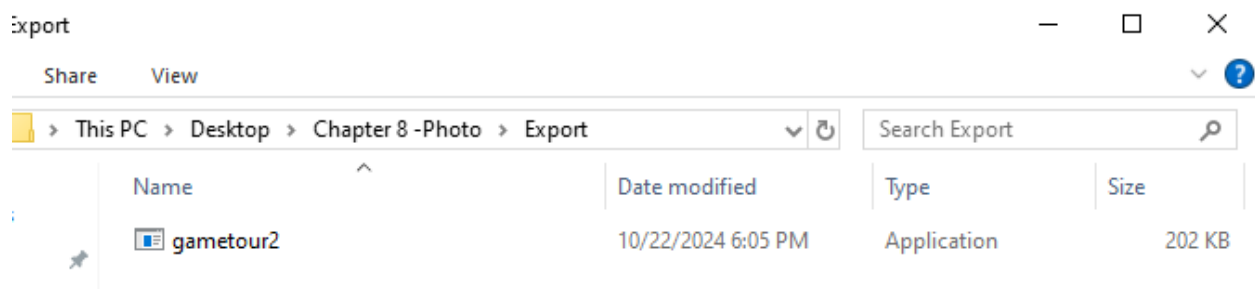 Export
Share View
This PC > Desktop > Chapter 8 -Photo > Export Search Export
Name Date modified Type Size
gametour2 10/22/2024 6:05 PM Application 202 KB